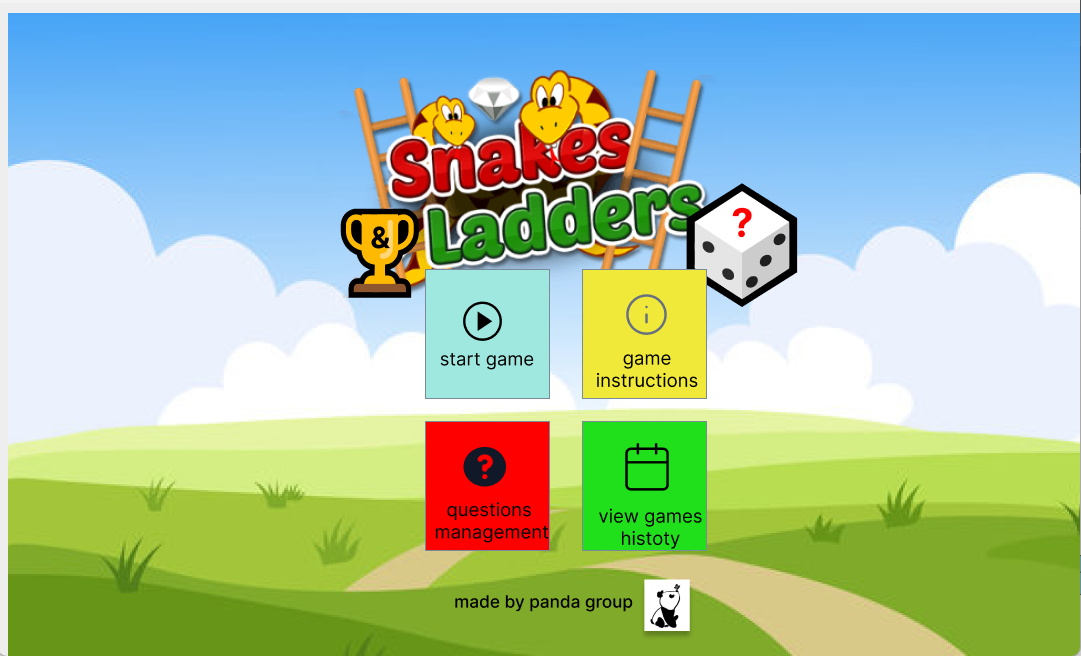 Snakes
&
Ladders
?
start game
game
instructions
?
questions
management
view games
histoty
made by panda group